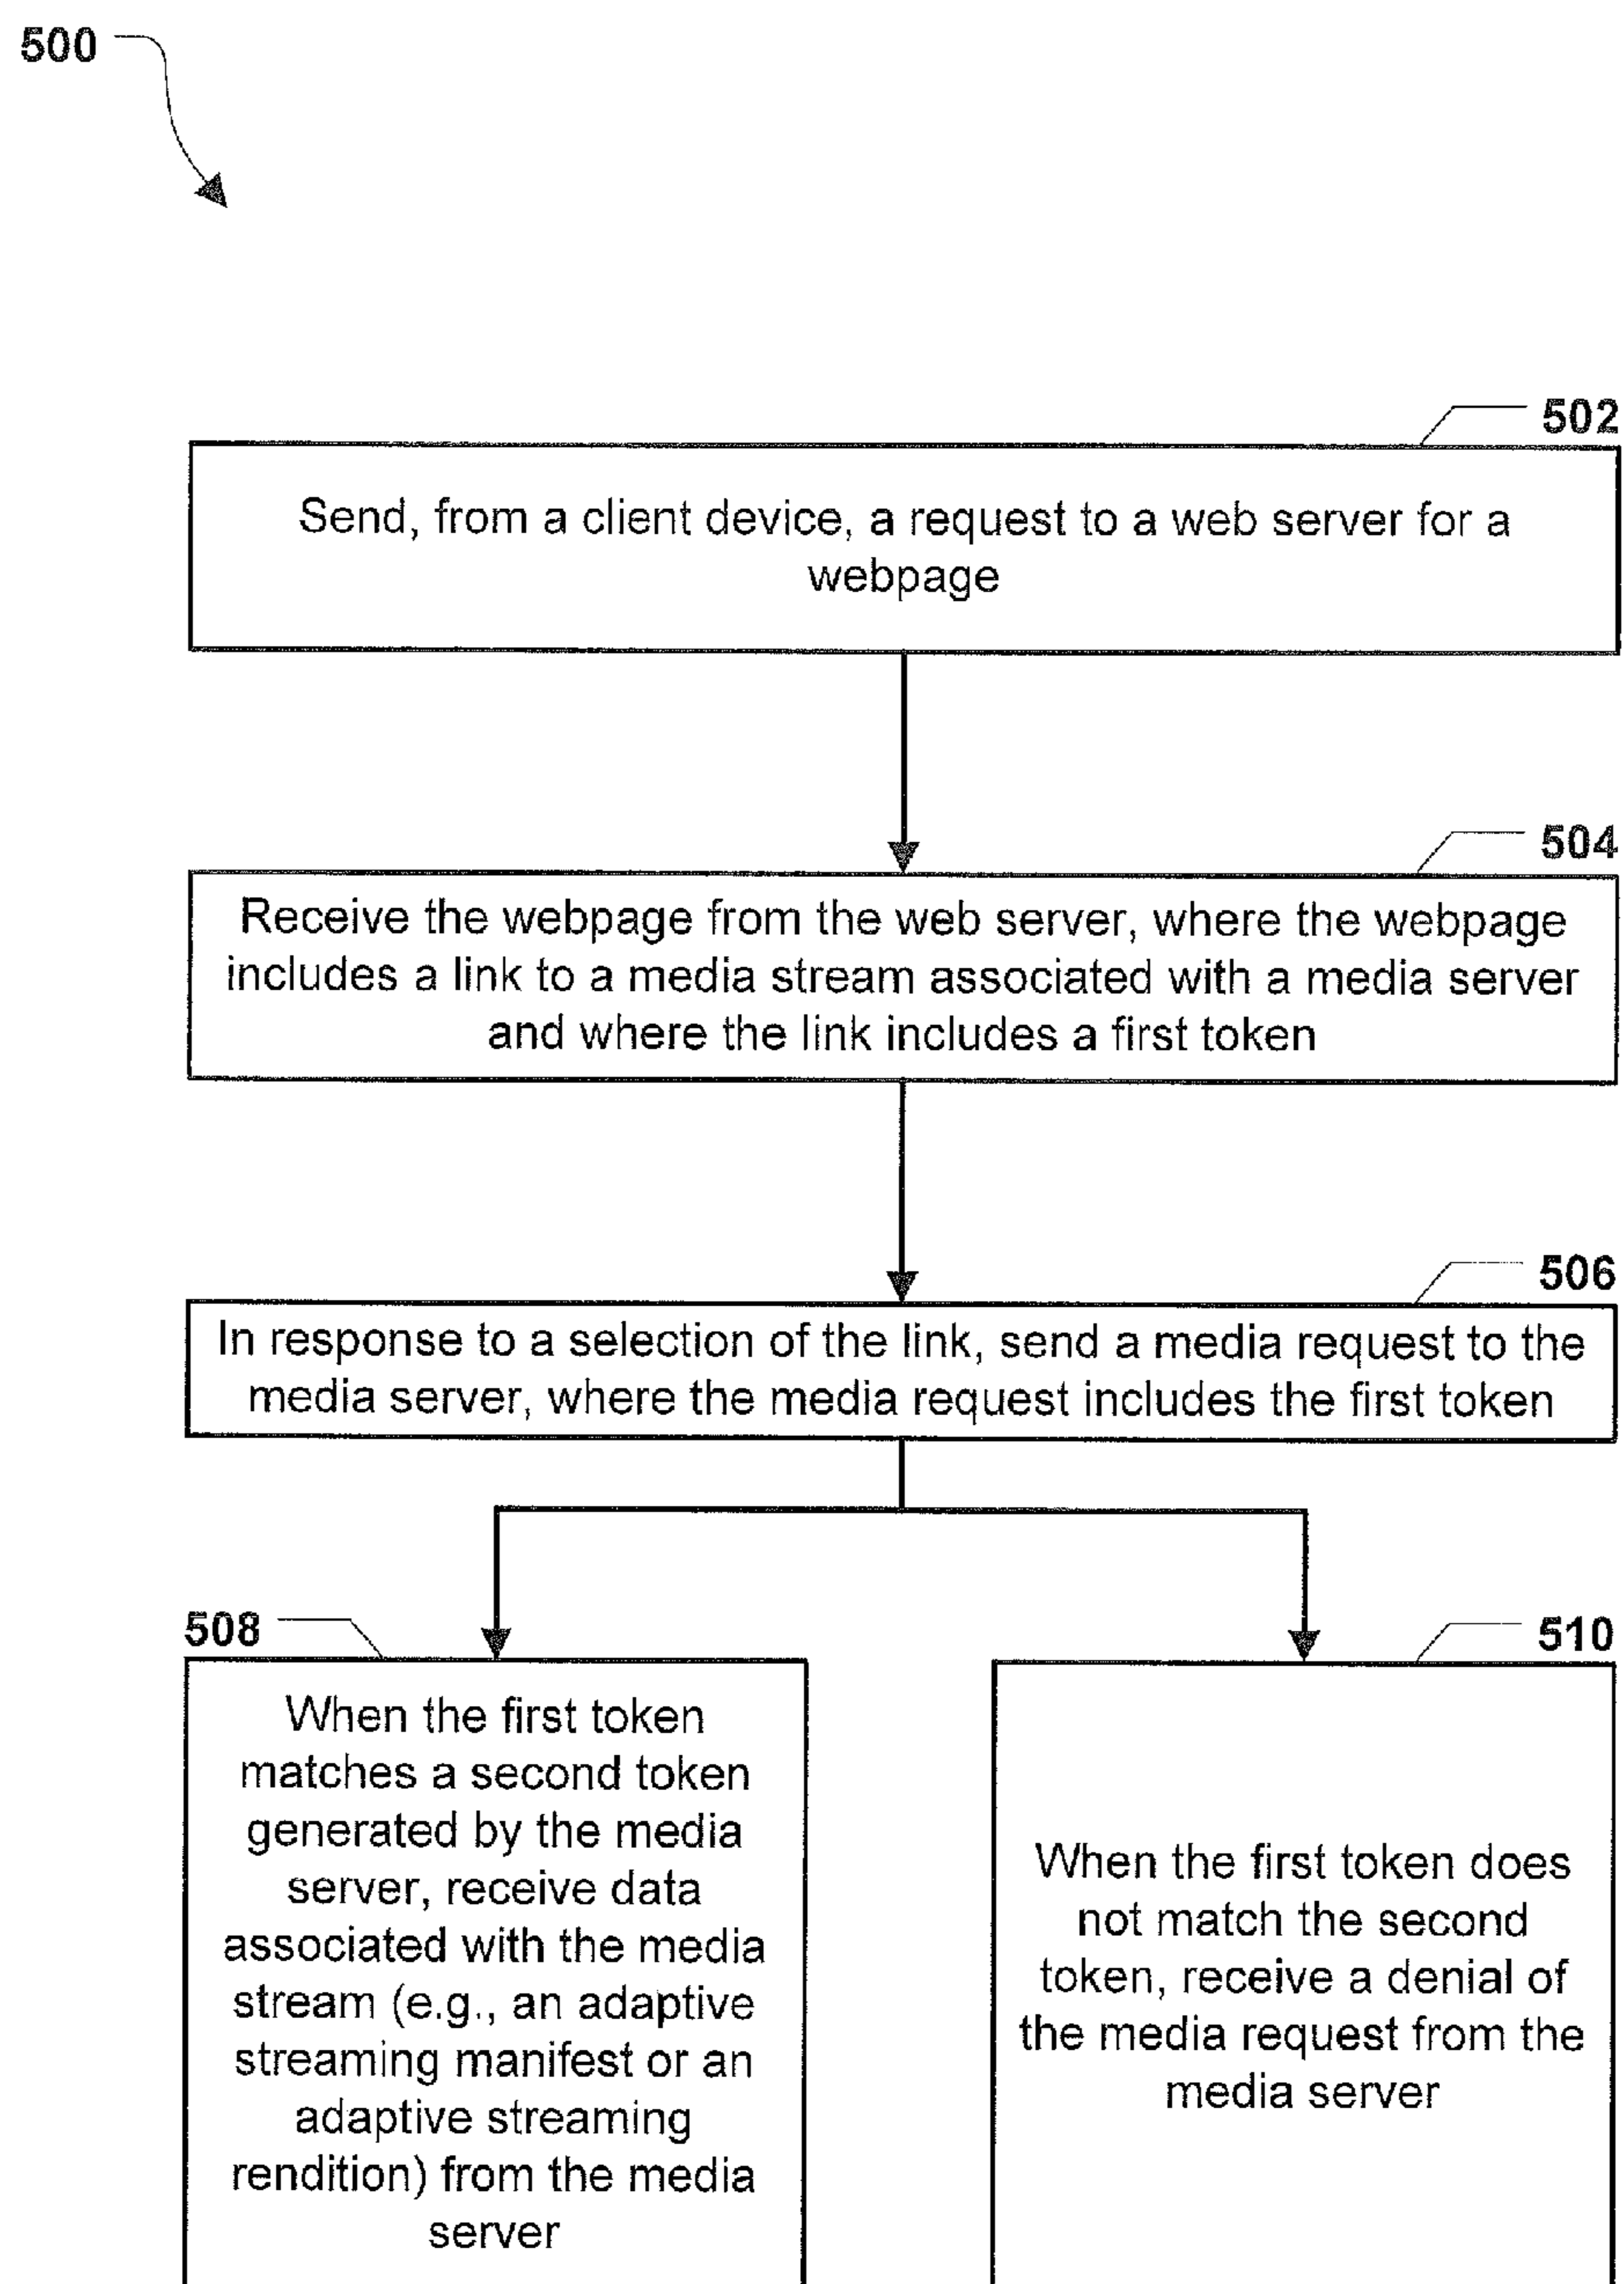 500
502
Send, from a client device, a request to a web server for a
webpage
504
Receive the webpage from the web server, where the webpage
includes a link to a media stream associated with a media server
and where the link includes a first token
506
In response to a selection of the link, send a media request to the
media server, where the media request includes the first token
508
When the first token
matches a second token
generated by the media
server, receive data
associated with the media
stream (e.g., an adaptive
streaming manifest or an
adaptive streaming
rendition) from the media
server
510
When the first token does
not match the second
token, receive a denial of
the media request from the
media server